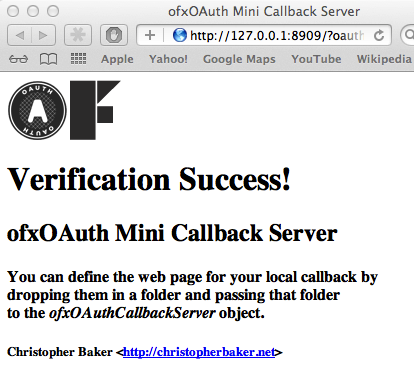 ofxOAuth Mini Callback Server
http://127.0.0.1:8909/?oauth
Apple Yahoo! Google Maps YouTube Wikipedia
OAUTH A OAUTH
OF
Verification Success!
ofxOAuth Mini Callback Server
You can define the web page for your local callback by
dropping them in a folder and passing that folder
to the ofxOAuthCallbackServer object.
Christopher Baker <http://christopherbaker.net>